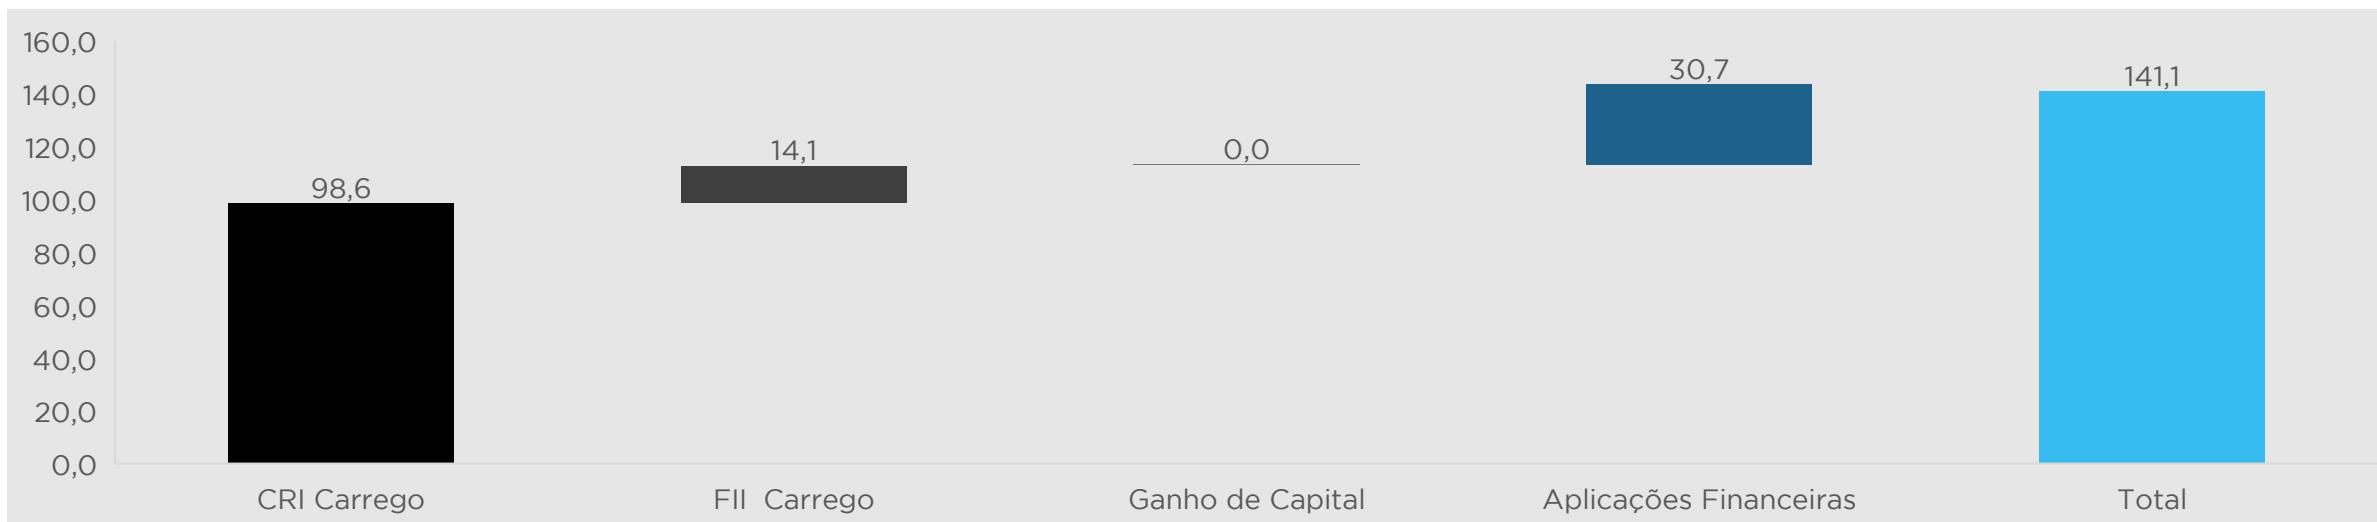 160,0
140,0
120,0
100,0
80,0
60,0
40,0
20,0
0,0
98,6
14,1
0,0
30,7
141,1
CRI Carrego
FII  Carrego
Ganho de Capital
Aplicações Financeiras
Total